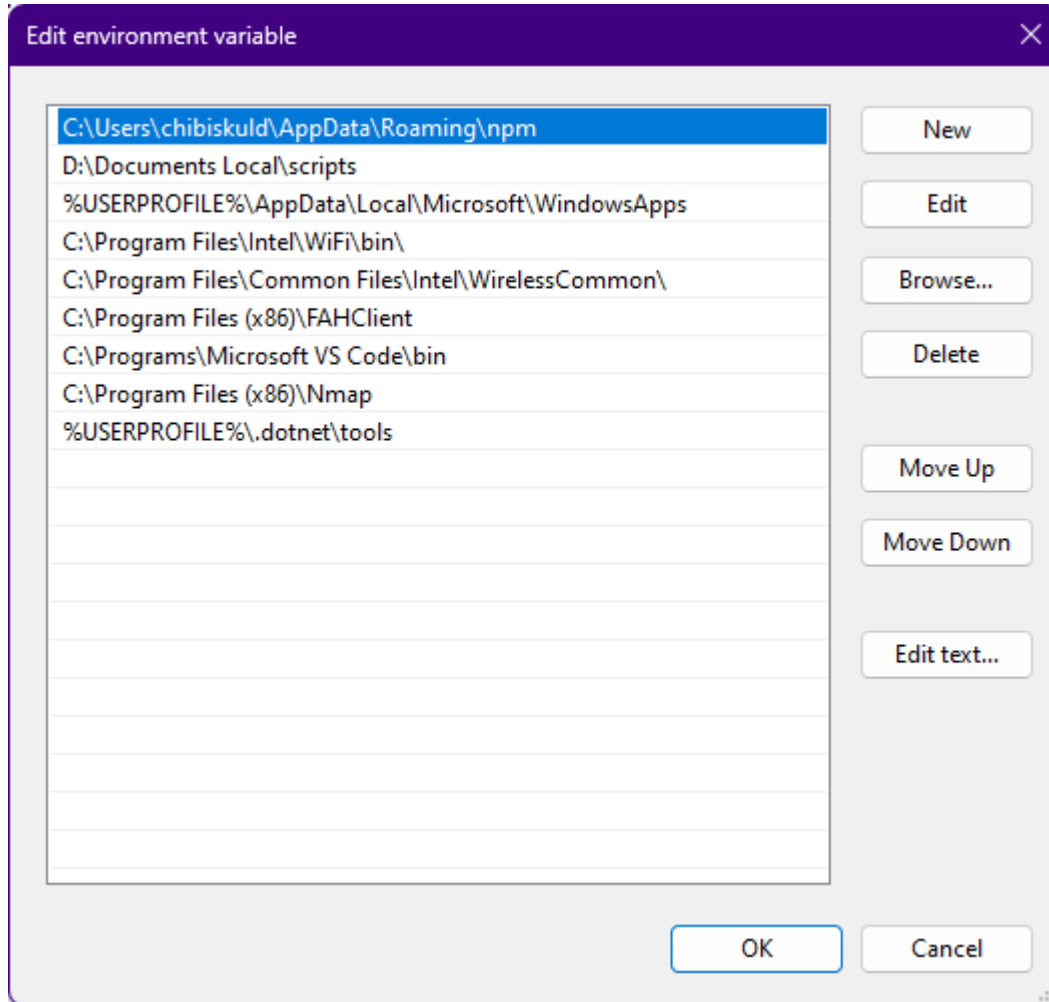 Edit environment variable
C:\Users\chibiskuld\AppData\Roaming\npm
D:\Documents Local\scripts
%USERPROFILE%\AppData\Local\Microsoft\WindowsApps
C:\Program Files\Intel\WiFi\bin\
C:\Program Files\Common Files\Intel\WirelessCommon\
C:\Program Files (x86)\FAHClient
C:\Programs\Microsoft VS Code\bin
C:\Program Files (x86)\Nmap
%USERPROFILE%\.dotnet\tools
New
Edit
Browse...
Delete
Move Up
Move Down
Edit text...
OK
Cancel